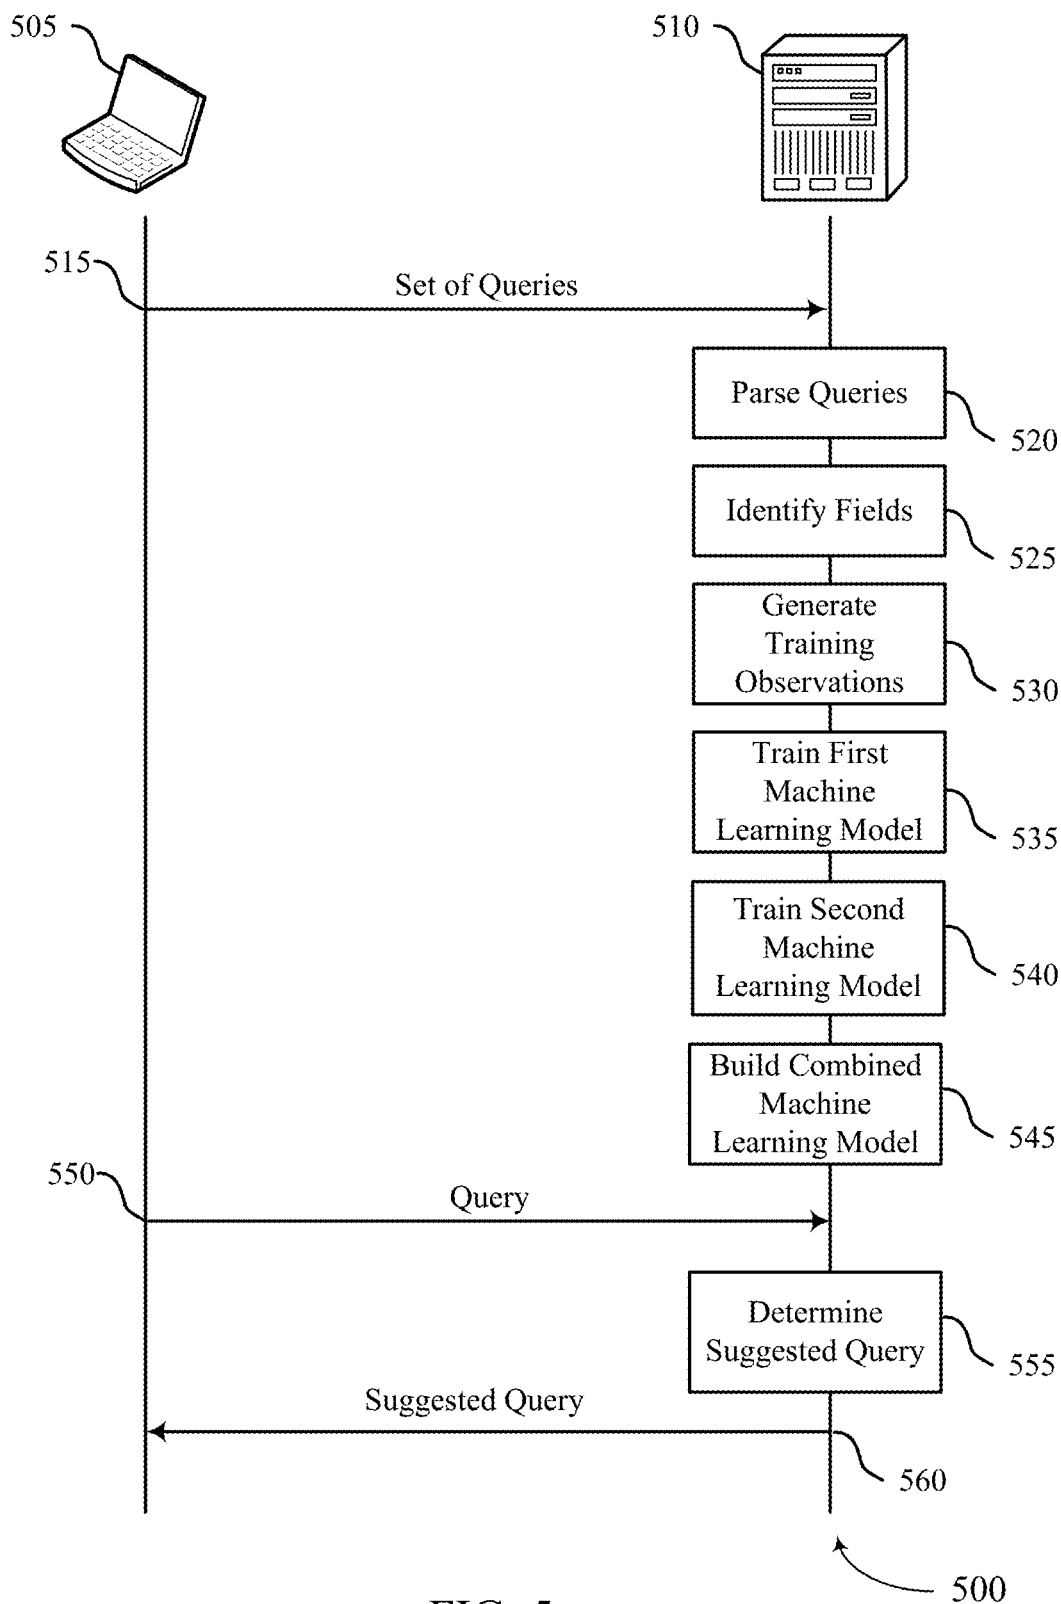 505
510
515
Set of Queries
Parse Queries
520
Identify Fields
525
Generate
Training
Observations
530
Train First
Machine
Learning Model
535
Train Second
Machine
Learning Model
540
Build Combined
Machine
Learning Model
545
550
Query
Determine
Suggested Query
555
Suggested Query
560
500